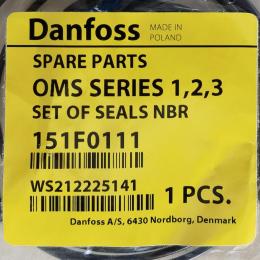 Danfoss MADE IN POLAND
SPARE PARTS
OMS SERIES 1,2,3
SET OF SEALS NBR
151F0111
WS212225141
1 PCS.
Danfoss A/S, 6430 Nordborg, Denmark